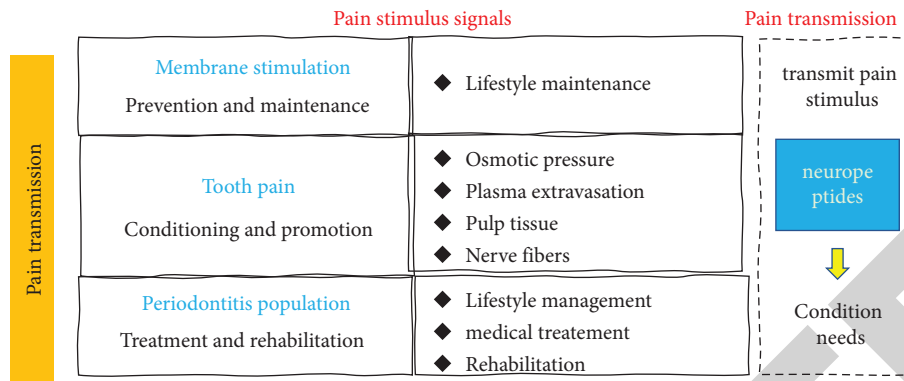 Pain stimulus signals
Pain transmission
Pain transmission
Membrane stimulation
Prevention and maintenance
◆ Lifestyle maintenance
Tooth pain
Conditioning and promotion
◆ Osmotic pressure
◆ Plasma extravasation
◆ Pulp tissue
◆ Nerve fibers
Periodontitis population
Treatment and rehabilitation
◆ Lifestyle management
◆ medical treatement
◆ Rehabilitation
transmit pain
stimulus
neurope
ptides
Condition
needs